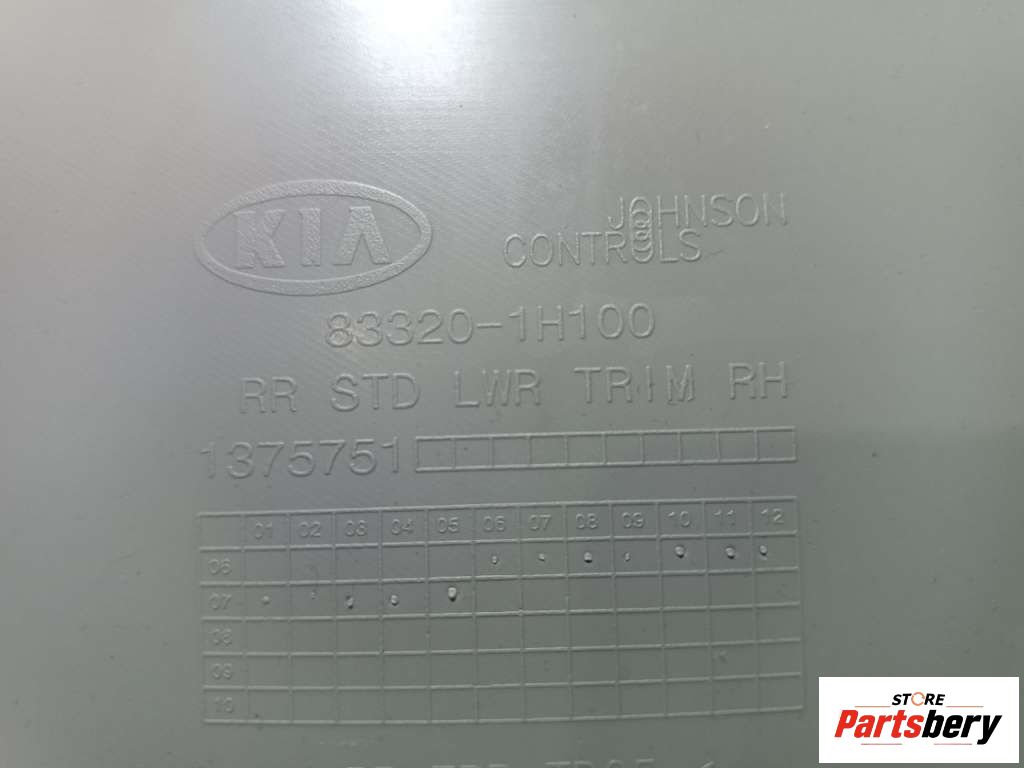 KIA
JOHNSON
CONTROLS
83320-1H100
RR STD LWR TRIM RH
1375751
01 02 03 04 05 06 07 08 09 10 11 12
06
07
08
09
10
STORE
Partsbery